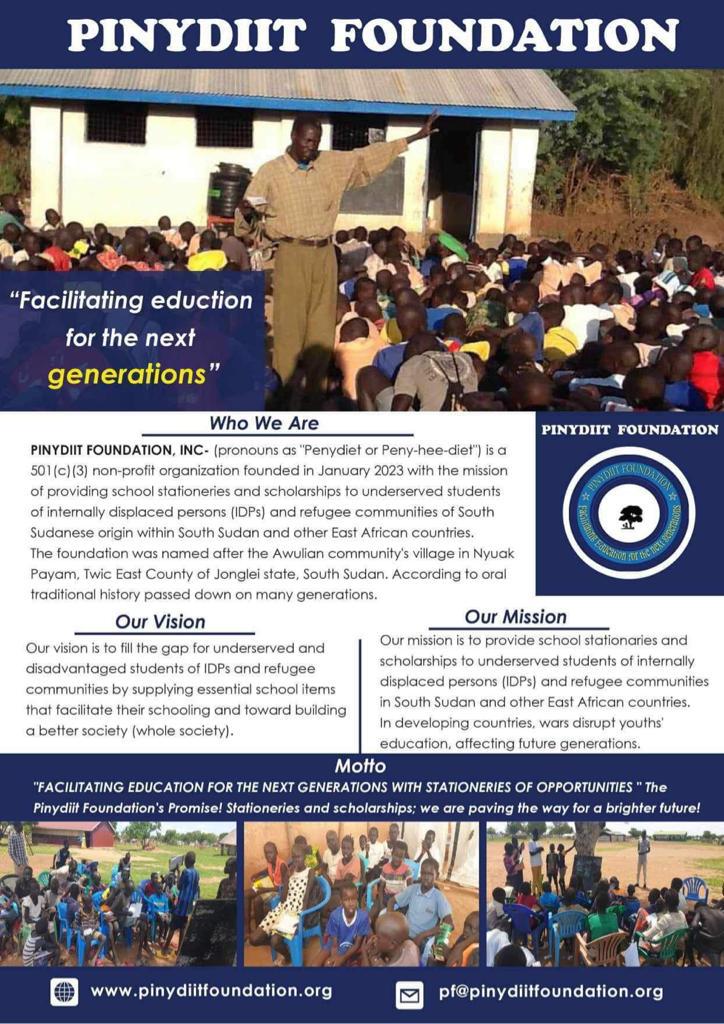 PINYDIIT FOUNDATION
“Facilitating eduction
for the next
generations”
Who We Are
PINYDIIT FOUNDATION, INC- (pronouns as "Penydiet or Peny-hee-diet") is a
501(c)(3) non-profit organization founded in January 2023 with the mission
of providing school stationeries and scholarships to underserved students
of internally displaced persons (IDPs) and refugee communities of South
Sudanese origin within South Sudan and other East African countries.
The foundation was named after the Awulian community's village in Nyuak
Payam, Twic East County of Jonglei state, South Sudan. According to oral
traditional history passed down on many generations.
PINYDIIT FOUNDATION
PINYDIIT FOUNDATION
Facilitating Education for the next Generations
Our Vision
Our vision is to fill the gap for underserved and
disadvantaged students of IDPs and refugee
communities by supplying essential school items
that facilitate their schooling and toward building
a better society (whole society).
Our Mission
Our mission is to provide school stationaries and
scholarships to underserved students of internally
displaced persons (IDPs) and refugee communities
in South Sudan and other East African countries.
In developing countries, wars disrupt youths'
education, affecting future generations.
Motto
"FACILITATING EDUCATION FOR THE NEXT GENERATIONS WITH STATIONERIES OF OPPORTUNITIES " The
Pinydiit Foundation's Promise! Stationeries and scholarships; we are paving the way for a brighter future!
www.pinydiitfoundation.org
pf@pinydiitfoundation.org